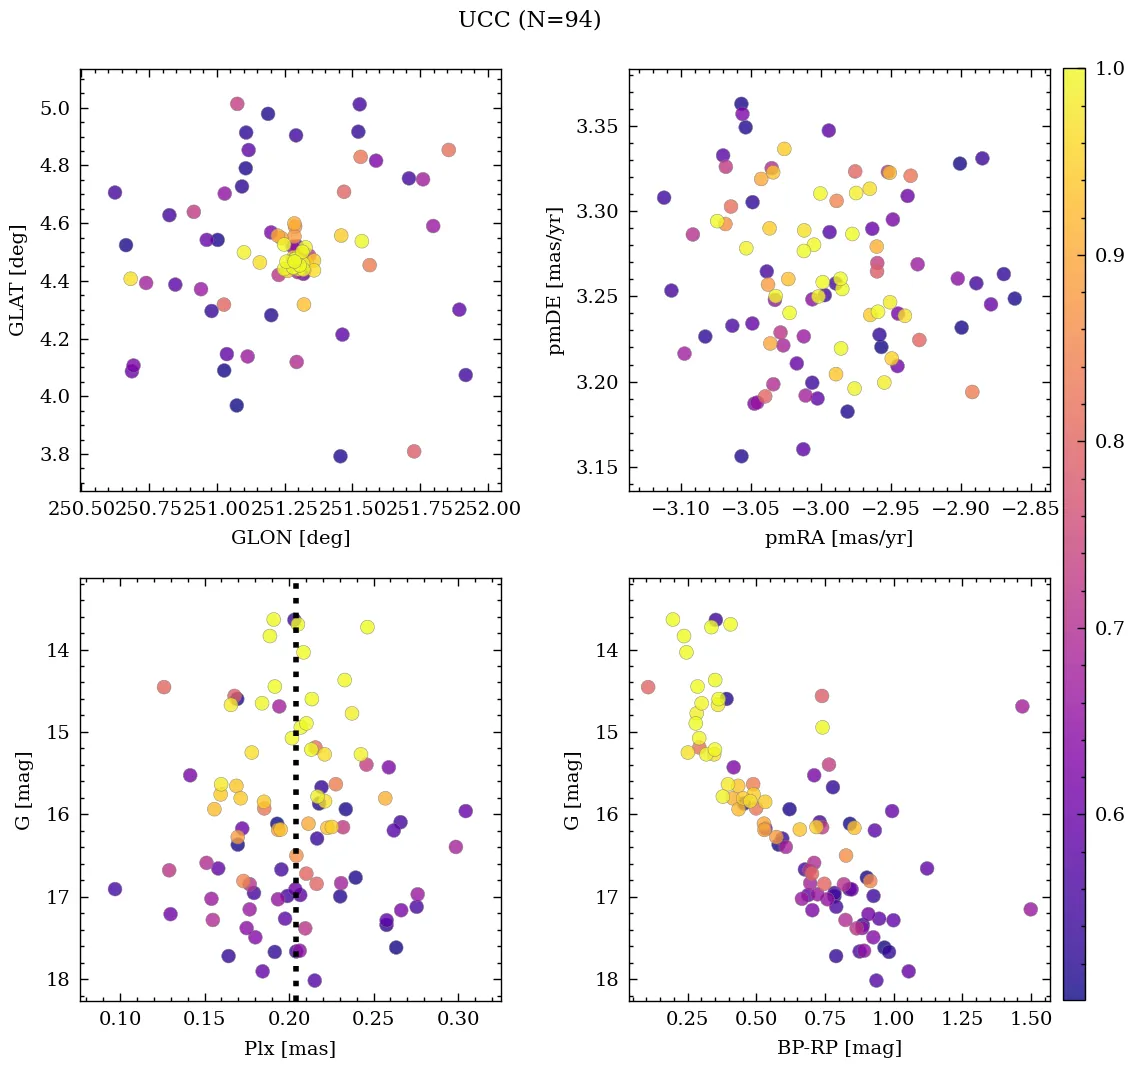 UCC (N=94)
5.0
4.8
4.6
4.4
4.2
4.0
3.8
GLAT [deg]
250.50 250.75 251.00 251.25 251.50 251.75 252.00
GLON [deg]
3.35
3.30
3.25
3.20
3.15
pmDE [mas/yr]
−3.10 −3.05 −3.00 −2.95 −2.90 −2.85
pmRA [mas/yr]
1.0
0.9
0.8
0.7
0.6
14
15
16
17
18
G [mag]
0.10 0.15 0.20 0.25 0.30
Plx [mas]
14
15
16
17
18
G [mag]
0.25 0.50 0.75 1.00 1.25 1.50
BP-RP [mag]